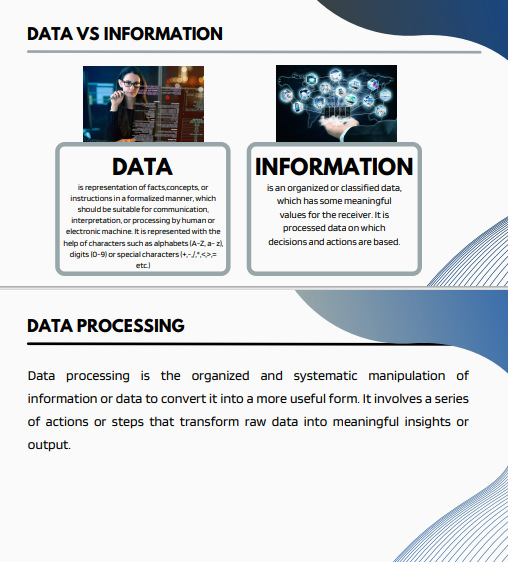 DATA VS INFORMATION
DATA
is representation of facts,concepts, or
instructions in a formalized manner, which
should be suitable for communication,
interpretation, or processing by human or
electronic machine. It is represented with the
help of characters such as alphabets (A-Z, a- z),
digits (0-9) or special characters (+,-,/,*,<,>,=
etc.)
INFORMATION
is an organized or classified data,
which has some meaningful
values for the receiver. It is
processed data on which
decisions and actions are based.
DATA PROCESSING
Data processing is the organized and systematic manipulation of
information or data to convert it into a more useful form. It involves a series
of actions or steps that transform raw data into meaningful insights or
output.